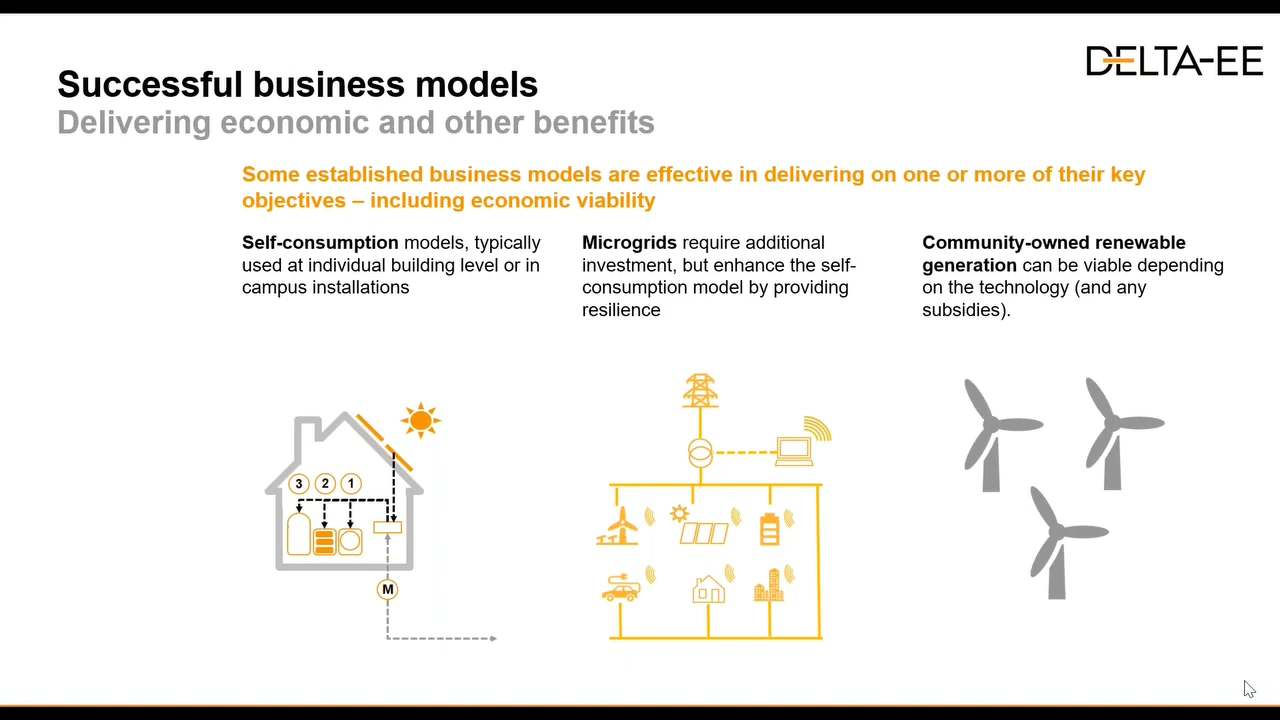 DELTA-EE
Successful business models
Delivering economic and other benefits
Some established business models are effective in delivering on one or more of their key
objectives – including economic viability
Self-consumption models, typically
used at individual building level or in
campus installations
Microgrids require additional
investment, but enhance the self-
consumption model by providing
resilience
Community-owned renewable
generation can be viable depending
on the technology (and any
subsidies).
3 2 1
M